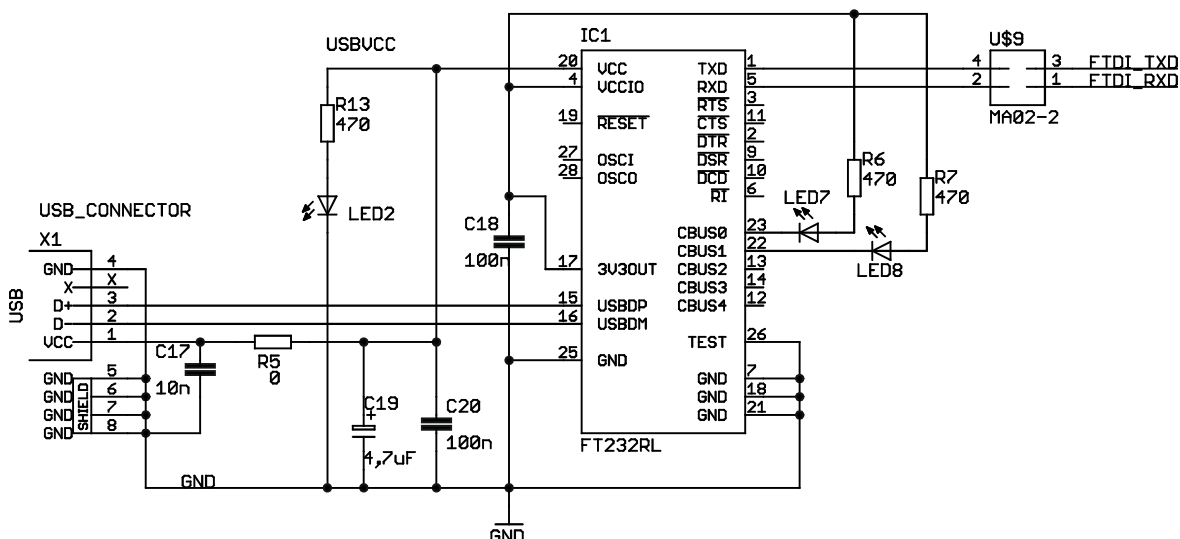 USBVCC
R13
470
LED2
USB_CONNECTOR
X1
USB
GND 4
X X
D+ 3
D- 2
VCC 1
SHIELD
GND 5
GND 6
GND 7
GND 8
C17
10n
R5
0
C19
+
4,7uF
C20
100n
C18
100n
GND
GND
IC1
20 VCC
4 VCCIO
19 RESET
27 OSCI
28 OSCO
17 3V3OUT
15 USBDP
16 USBDM
25 GND
TXD 1
RXD 5
RTS 3
CTS 11
DTR 2
DSR 9
DCD 10
RI 6
CBUS0 23
CBUS1 22
CBUS2 13
CBUS3 14
CBUS4 12
TEST 26
GND 7
GND 18
GND 21
FT232RL
LED7
LED8
R6
470
R7
470
U$9
4 3 FTDI_TXD
2 1 FTDI_RXD
MA02-2